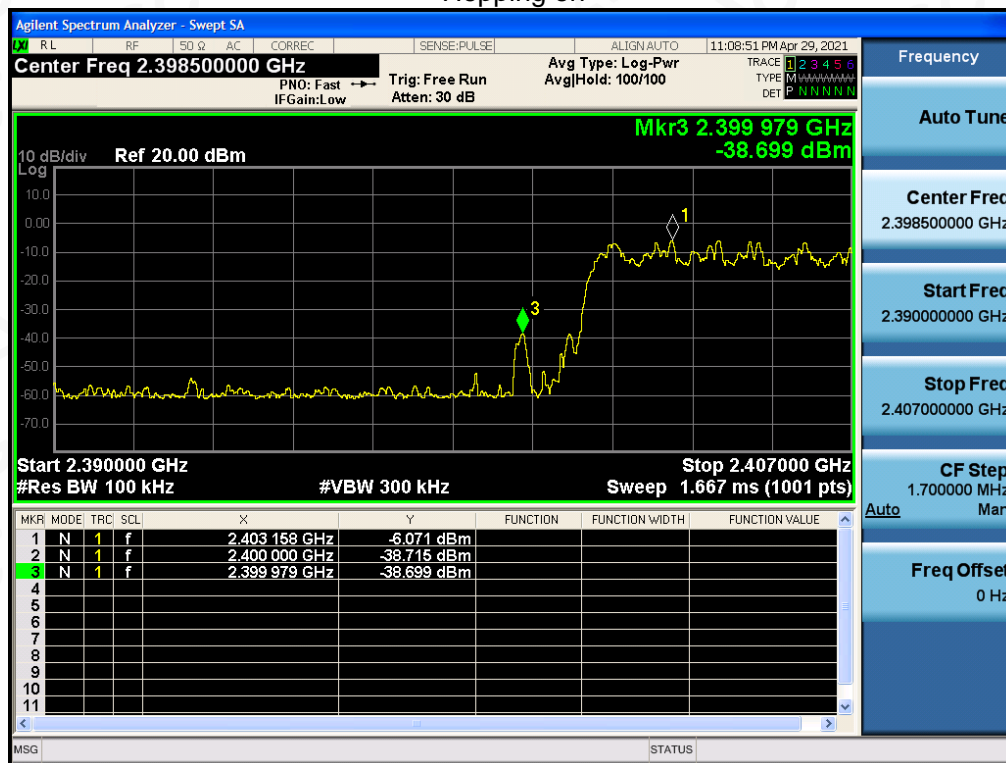 Hopping on
Agilent Spectrum Analyzer - Swept SA
LXI RL RF 50 Ω AC CORREC SENSE:PULSE ALIGN AUTO 11:08:51 PM Apr 29, 2021
Center Freq 2.398500000 GHz
PNO: Fast
IFGain:Low
Trig: Free Run
Atten: 30 dB
Avg Type: Log-Pwr
Avg|Hold: 100/100
TRACE 1 2 3 4 5 6
TYPE M WWWWW
DET P N N N N N
Mkr3 2.399 979 GHz
-38.699 dBm
10 dB/div Ref 20.00 dBm
Log
10.0
0.00
-10.0
-20.0
-30.0
-40.0
-50.0
-60.0
-70.0
1
3
Start 2.390000 GHz Stop 2.407000 GHz
#Res BW 100 kHz #VBW 300 kHz Sweep 1.667 ms (1001 pts)
MKR MODE TRC SCL X Y FUNCTION FUNCTION WIDTH FUNCTION VALUE
1 N 1 f 2.403 158 GHz -6.071 dBm
2 N 1 f 2.400 000 GHz -38.715 dBm
3 N 1 f 2.399 979 GHz -38.699 dBm
4
5
6
7
8
9
10
11
MSG STATUS
Frequency
Auto Tune
Center Freq
2.398500000 GHz
Start Freq
2.390000000 GHz
Stop Freq
2.407000000 GHz
CF Step
1.700000 MHz
Auto Man
Freq Offset
0 Hz